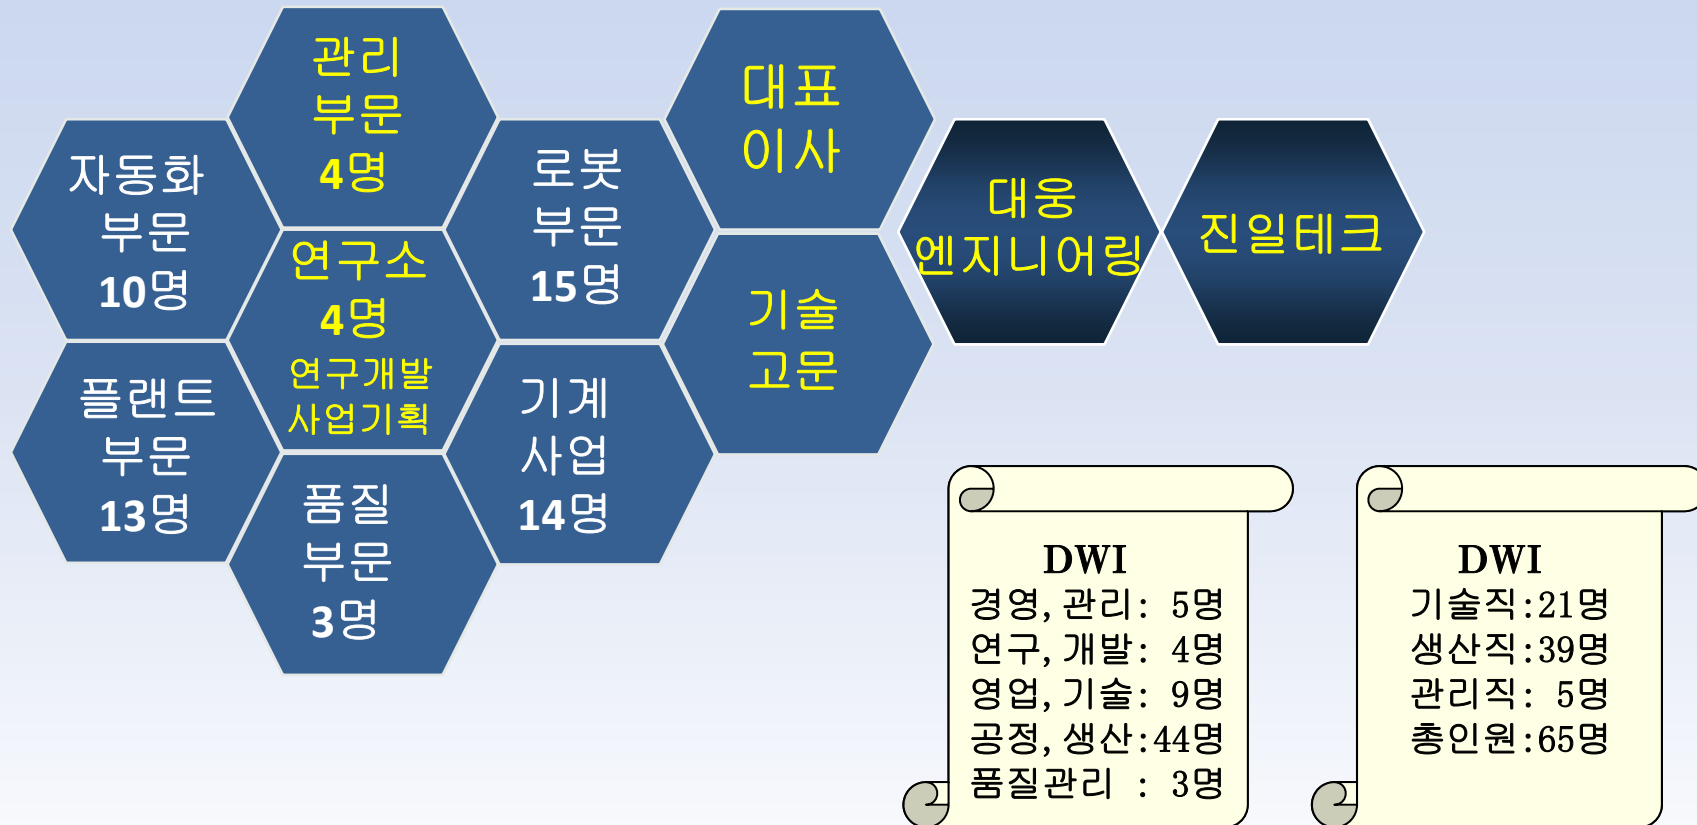 관리
부문
4명
대표
이사
자동화
부문
10명
로봇
부문
15명
대웅
엔지니어링
진일테크
연구소
4명
연구개발
사업기획
기술
고문
플랜트
부문
13명
기계
사업
14명
품질
부문
3명
DWI
경영, 관리: 5명
연구, 개발: 4명
영업, 기술: 9명
공정, 생산:44명
품질관리 : 3명
DWI
기술직:21명
생산직:39명
관리직: 5명
총인원:65명